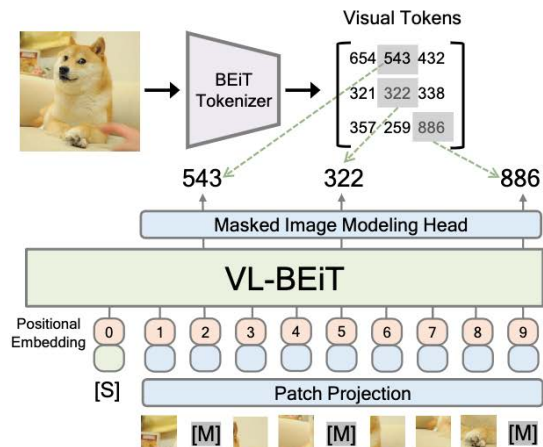 Visual Tokens
BEiT
Tokenizer
654 543 432
321 322 338
357 259 886
543 322 886
Masked Image Modeling Head
VL-BEiT
Positional
Embedding
0 1 2 3 4 5 6 7 8 9
[S]
Patch Projection
[M] [M] [M]